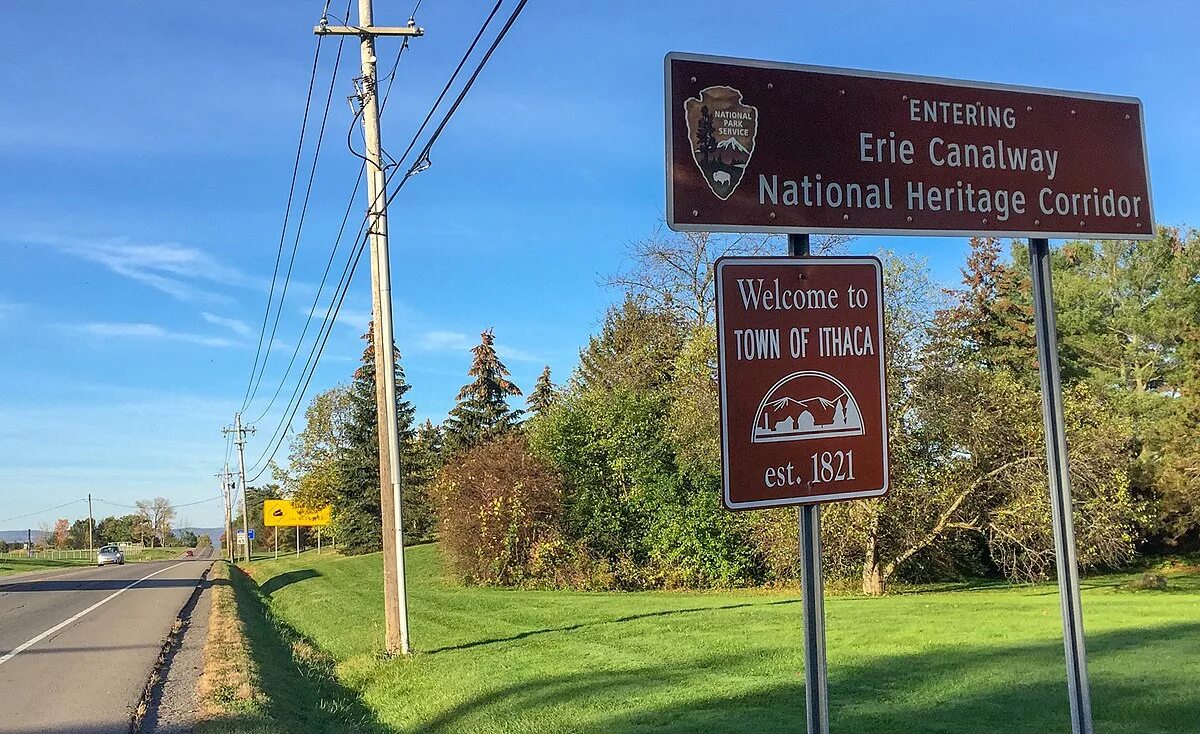 NATIONAL
PARK
SERVICE
ENTERING
Erie Canalway
National Heritage Corridor
Welcome to
TOWN OF ITHACA
est. 1821